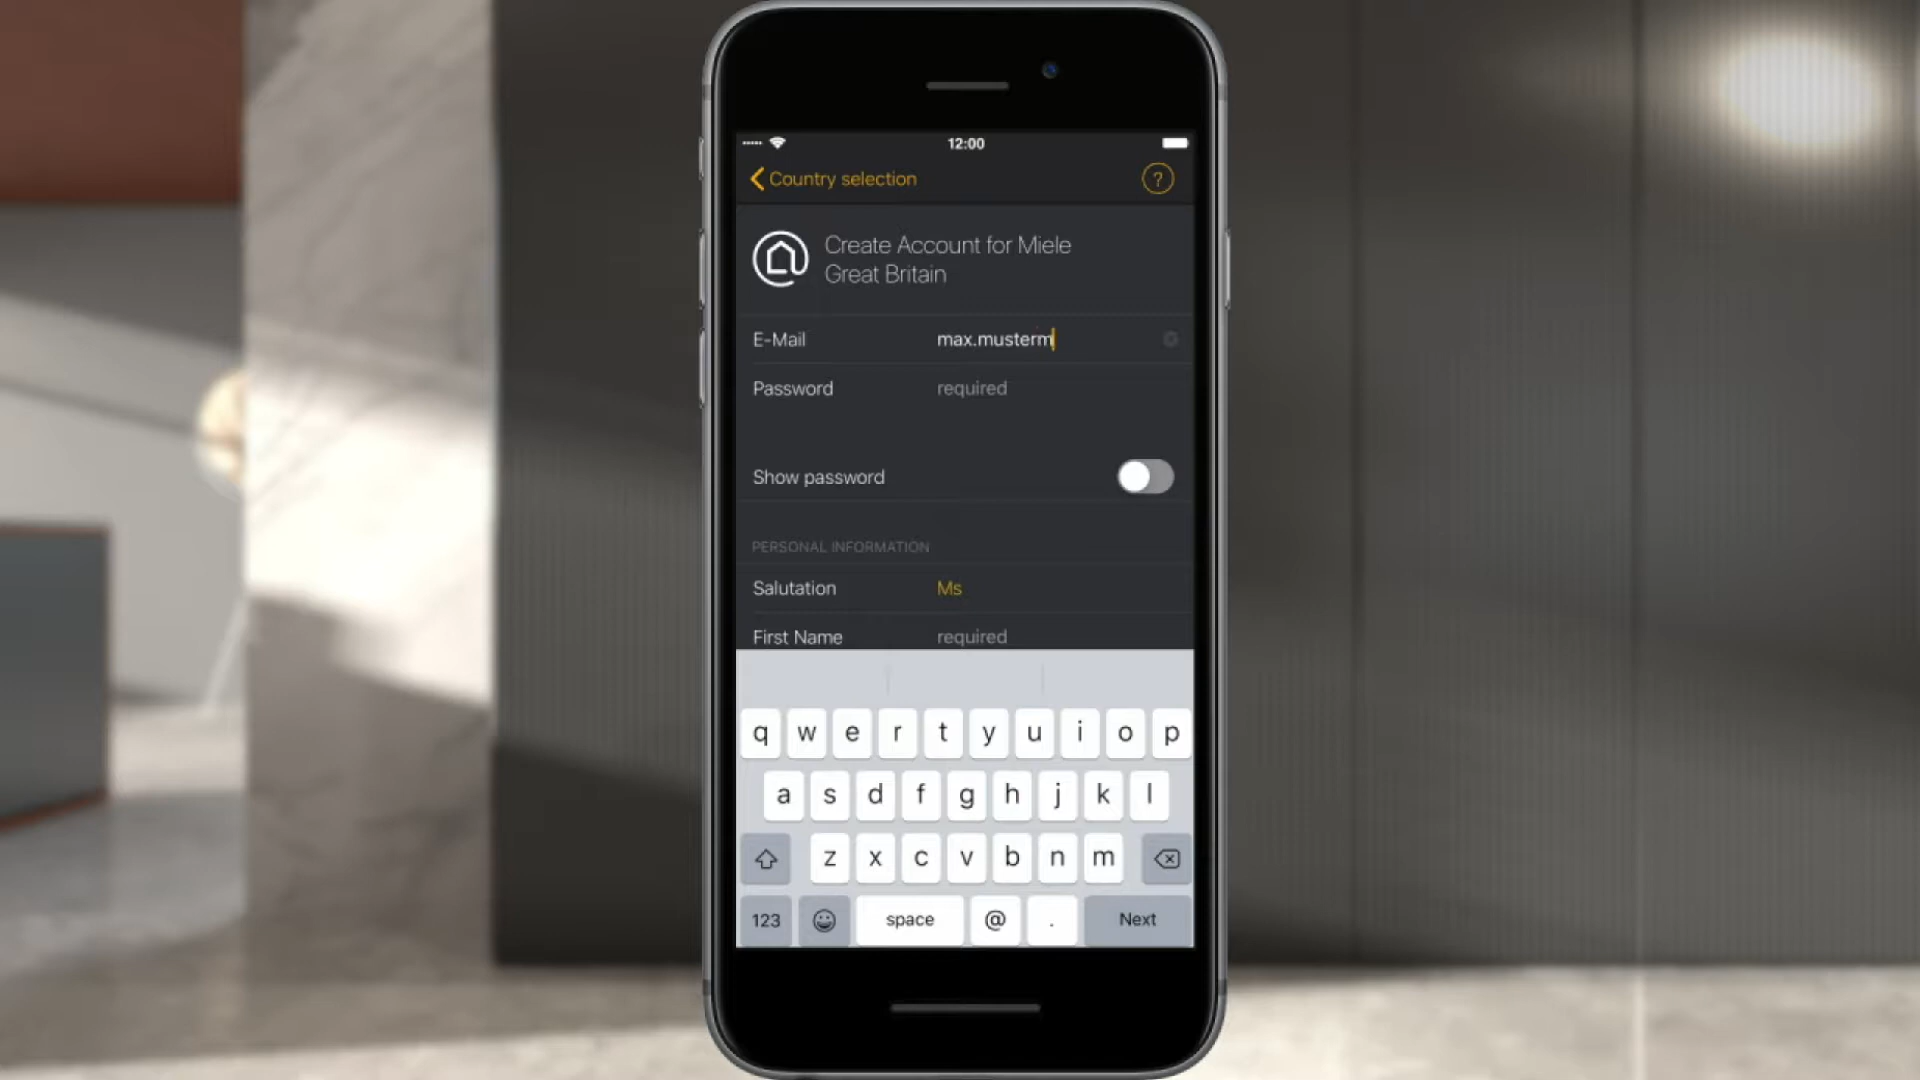 12:00
Country selection ?
Create Account for Miele
Great Britain
E-Mail max.musterm
Password required
Show password
PERSONAL INFORMATION
Salutation Ms
First Name required
q w e r t y u i o p
a s d f g h j k l
z x c v b n m
123 space @ . Next